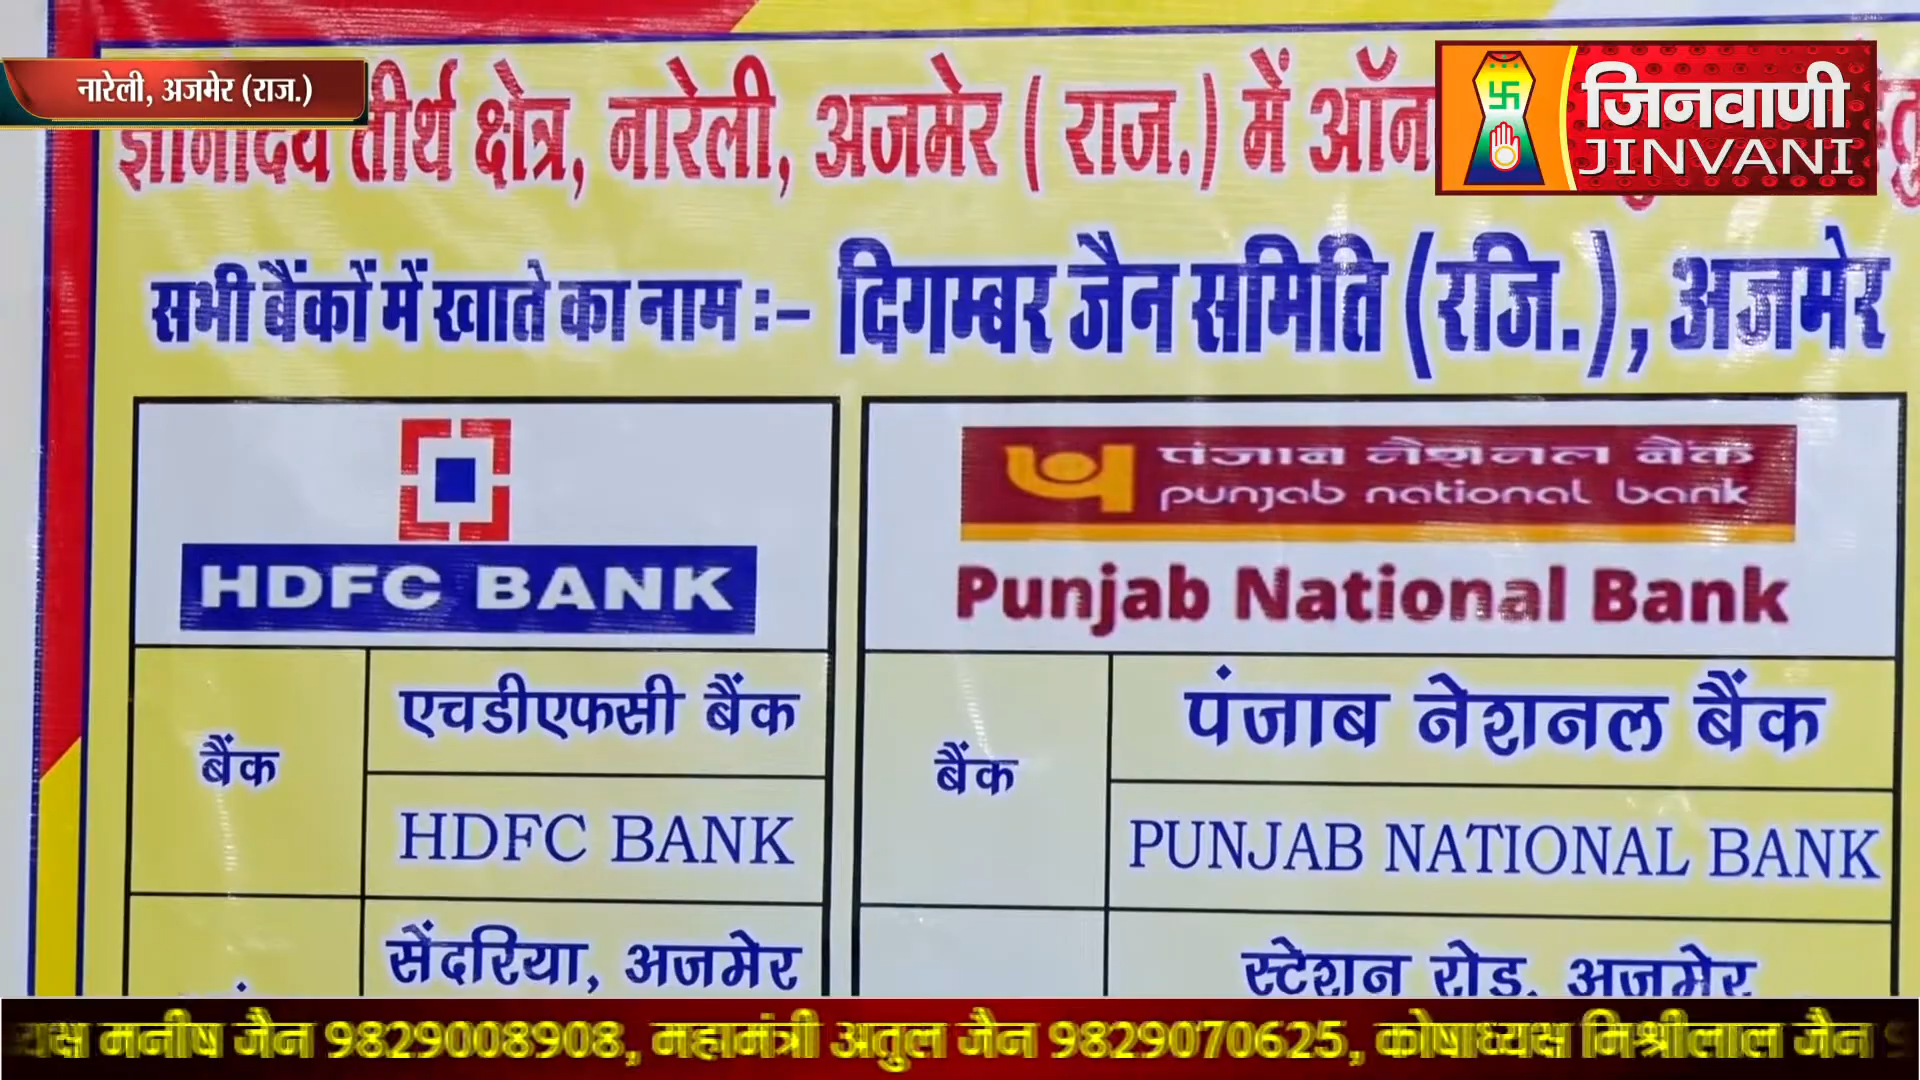 नारेली, अजमेर (राज.)
ज्ञानोदय तीर्थ क्षेत्र, नारेली, अजमेर ( राज.) में
जिनवाणी
JINVANI
सभी बैंकों में खाते का नाम :- दिगम्बर जैन समिति (रजि.), अजमेर
HDFC BANK
पंजाब नैशनल बैंक
punjab national bank
Punjab National Bank
बैंक
एचडीएफसी बैंक
HDFC BANK
बैंक
पंजाब नेशनल बैंक
PUNJAB NATIONAL BANK
सेंदरिया, अजमेर
स्टेशन रोड, अजमेर
मनीष जैन 9829008908, महामंत्री अतुल जैन 9829070625, कोषाध्यक्ष मिश्रीलाल जैन